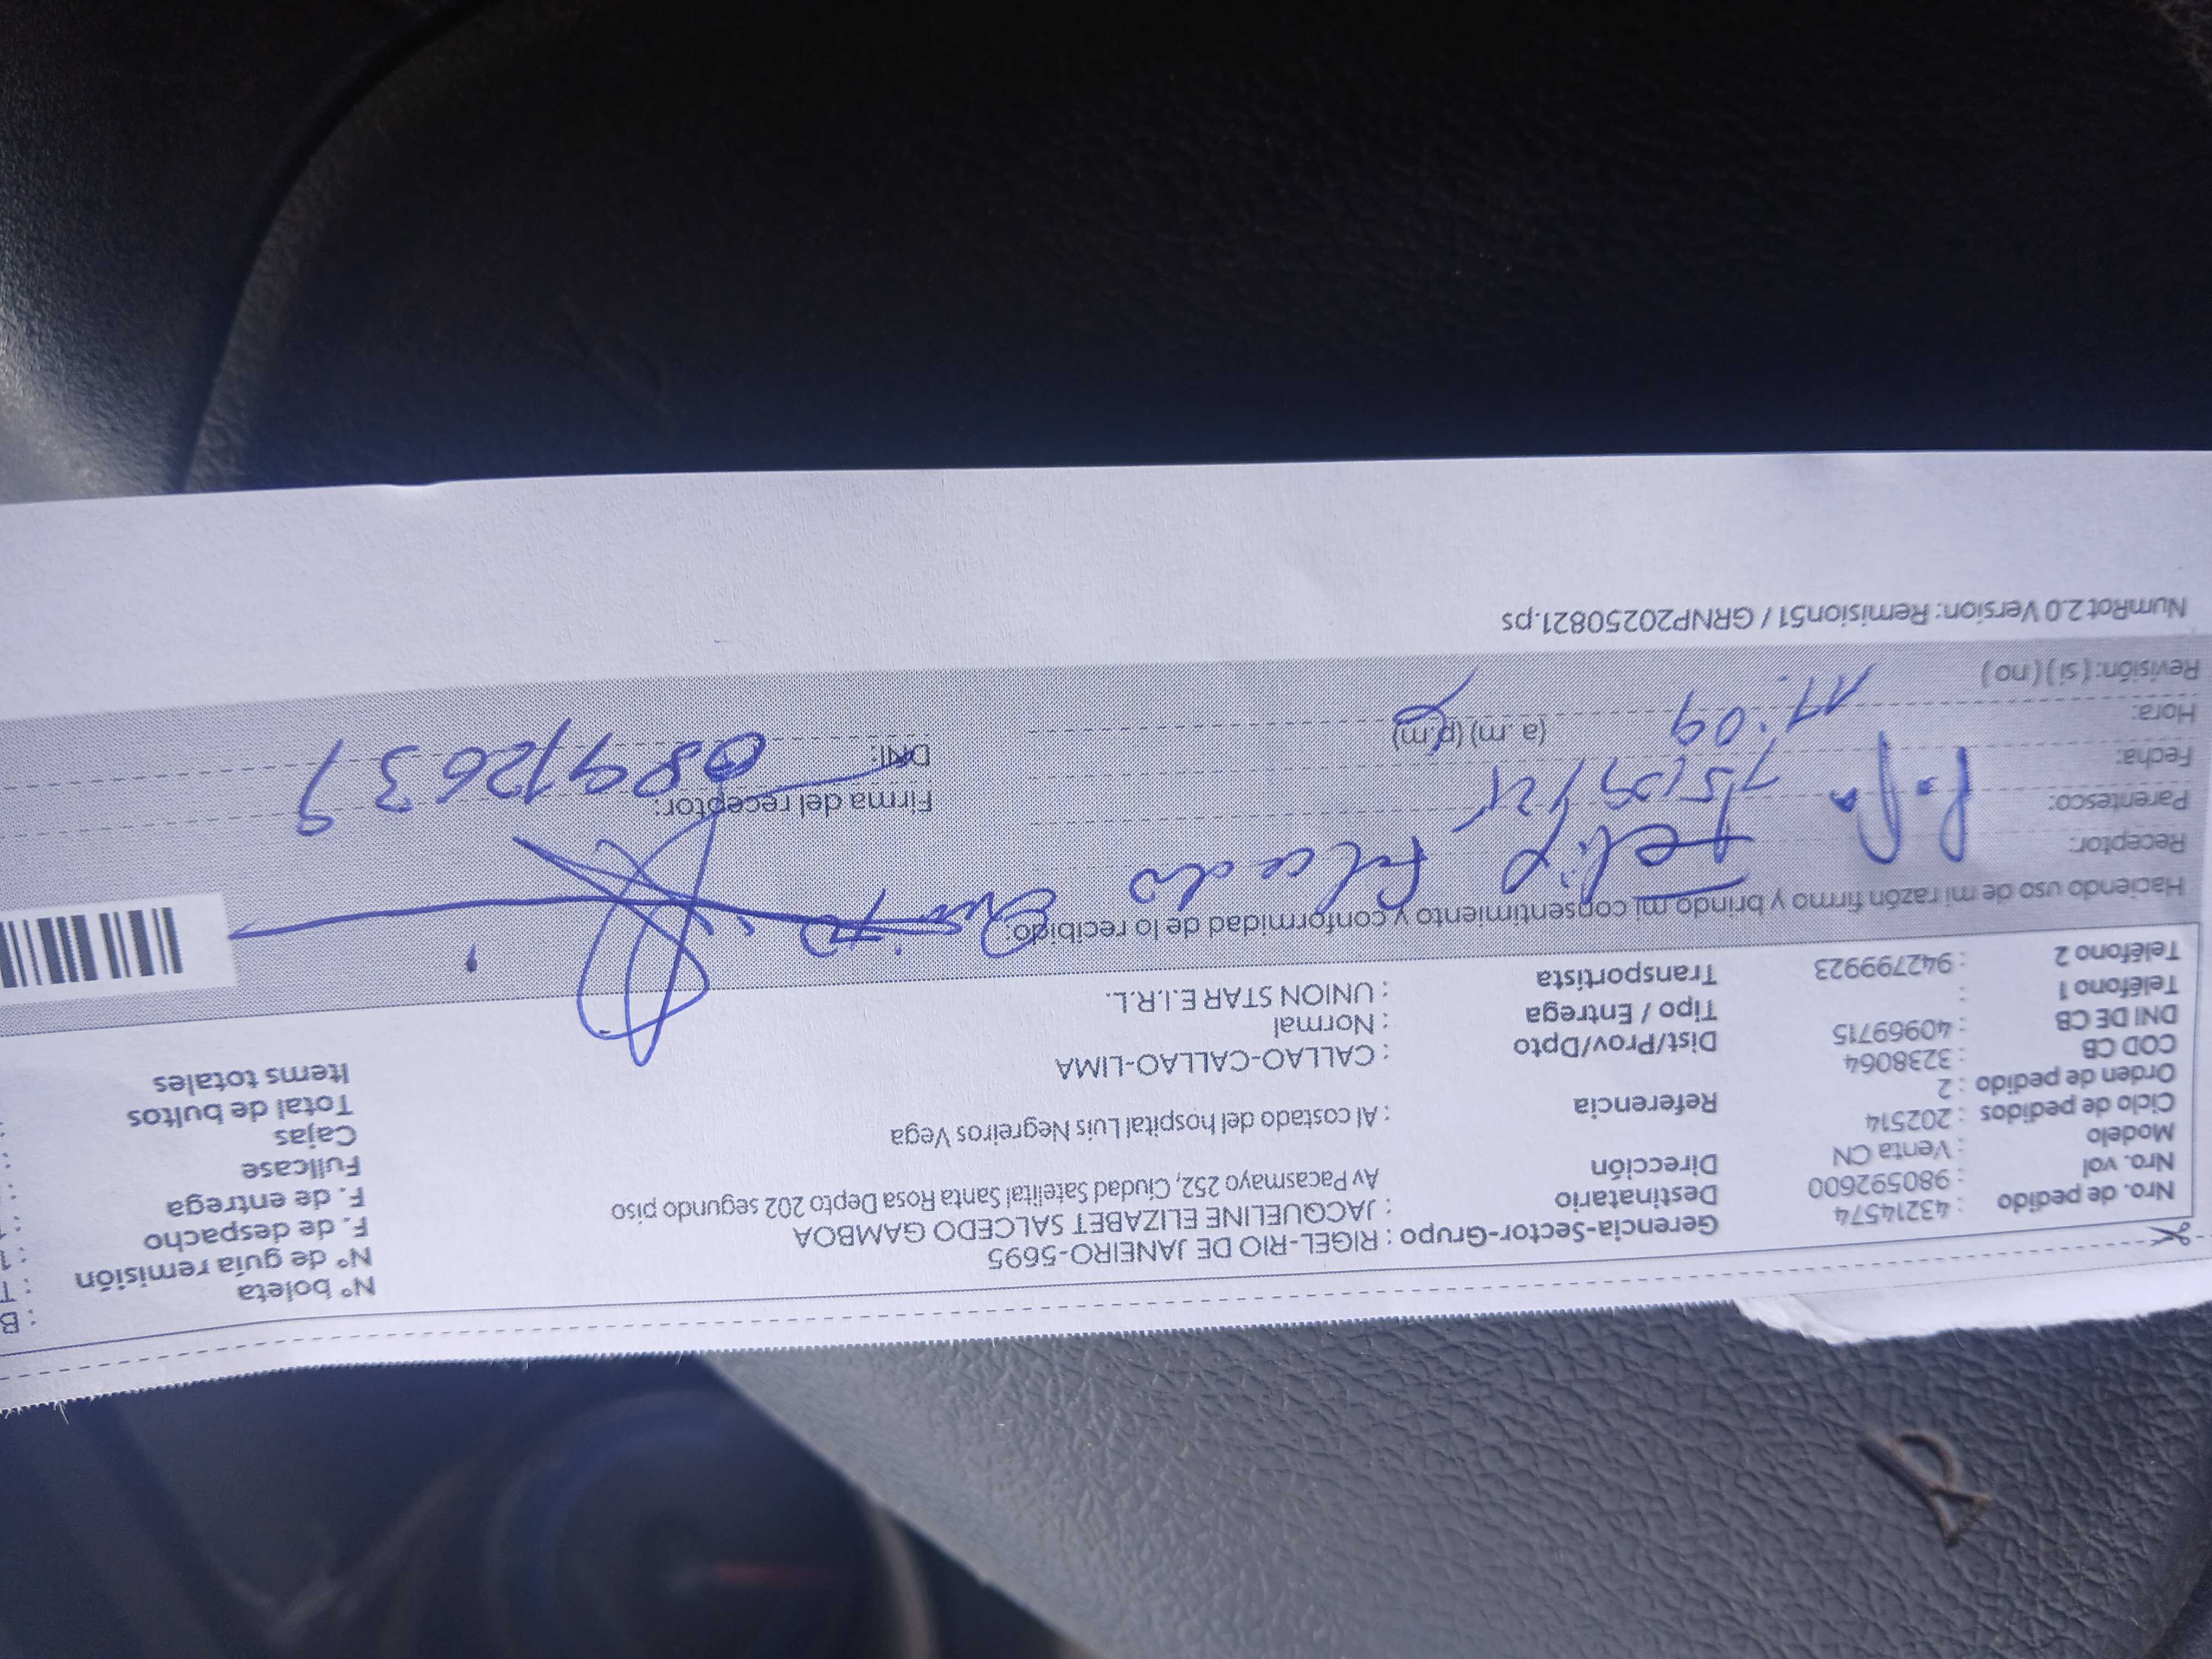 N° boleta : B
Gerencia-Sector-Grupo : RIGEL-RIO DE JANEIRO-5695
N° de guía remisión : T
Nro. de pedido : 43214574
Destinatario : JACQUELINE ELIZABET SALCEDO GAMBOA
F. de despacho : 1
Nro. vol : 980592600
Dirección Av Pacasmayo 252, Ciudad Satelital Santa Rosa Depto 202 segundo piso
F. de entrega :
Modelo : Venta CN
Fullcase :
Ciclo de pedidos : 202514
Referencia : Al costado del hospital Luis Negreiros Vega
Cajas :
Orden de pedido : 2
Total de bultos :
COD CB : 3238064
Dist/Prov/Dpto : CALLAO-CALLAO-LIMA
Items totales
DNI DE CB : 40969715
Tipo / Entrega : Normal
Teléfono 1 :
Transportista : UNION STAR E.I.R.L.
Teléfono 2 : 942799923
Haciendo uso de mi razón firmo y brindo mi consentimiento y conformidad de lo recibido:
Receptor: Felip Salcedo
Parentesco: Papa
Firma del receptor:
Fecha:
DNI:
Hora: 11:09 (a.m) (p.m)
Revisión: (si) (no)
NumRot 2.0 Version: Remision51 / GRNP20250821.ps